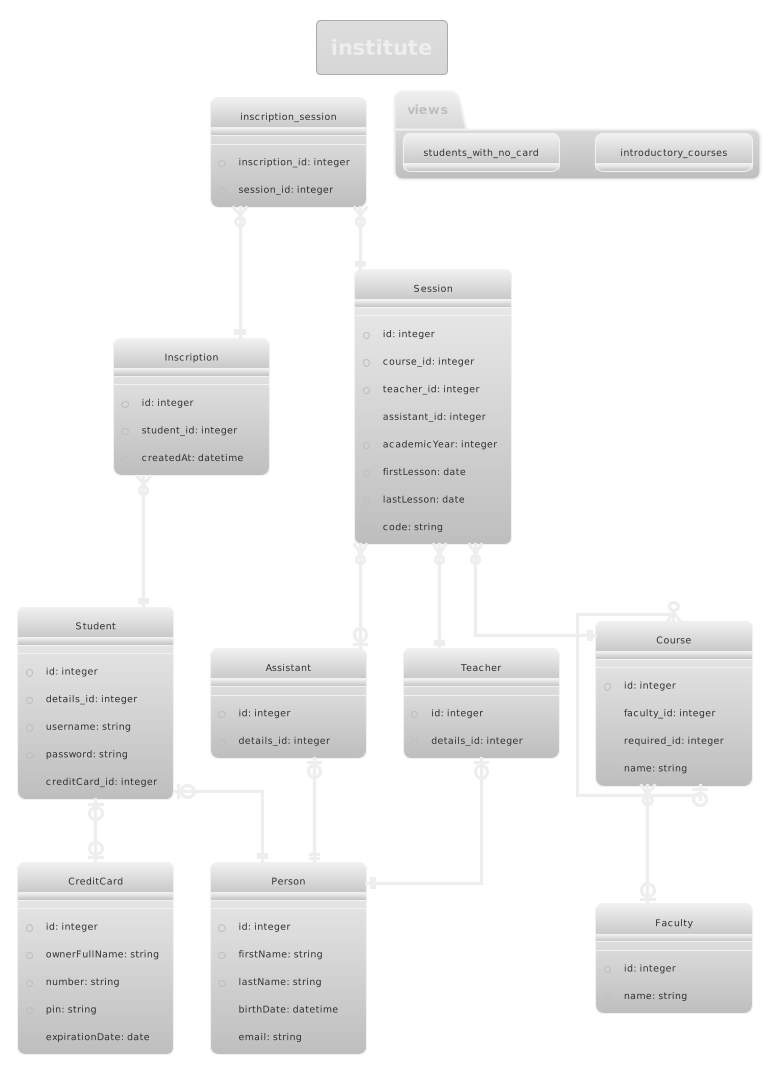 institute
views
students_with_no_card
introductory_courses
inscription_session
inscription_id: integer
session_id: integer
Session
id: integer
course_id: integer
teacher_id: integer
assistant_id: integer
academicYear: integer
firstLesson: date
lastLesson: date
code: string
Inscription
id: integer
student_id: integer
createdAt: datetime
Student
id: integer
details_id: integer
username: string
password: string
creditCard_id: integer
Assistant
id: integer
details_id: integer
Teacher
id: integer
details_id: integer
Course
id: integer
faculty_id: integer
required_id: integer
name: string
CreditCard
id: integer
ownerFullName: string
number: string
pin: string
expirationDate: date
Person
id: integer
firstName: string
lastName: string
birthDate: datetime
email: string
Faculty
id: integer
name: string